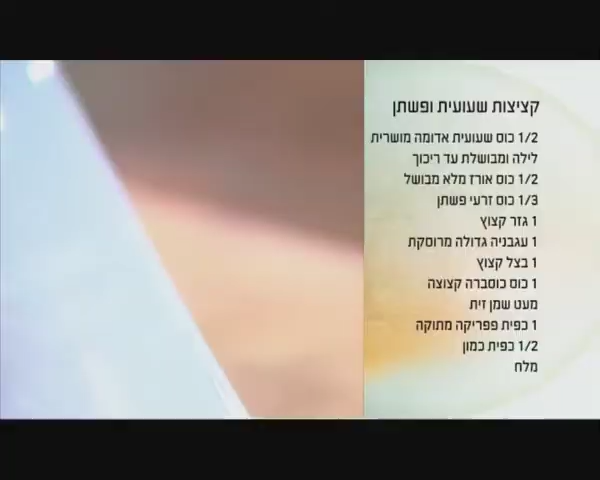 קציצות שעועית ופשתן
1/2 כוס שעועית אדומה מושרית
לילה ומבושלת עד ריכוך
1/2 כוס אורז מלא מבושל
1/3 כוס זרעי פשתן
1 גזר קצוץ
1 עגבניה גדולה מרוסקת
1 בצל קצוץ
1 כוס כוסברה קצוצה
מעט שמן זית
1 כפית פפריקה מתוקה
1/2 כפית כמון
מלח